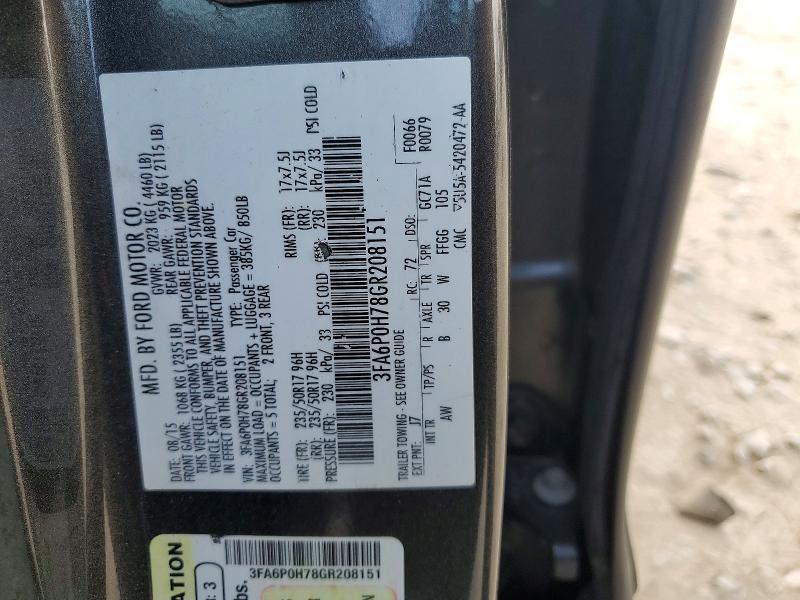 MFD. BY FORD MOTOR CO.
DATE: 08/15 GVWR: 2023 KG (4460 LB)
FRONT GAWR: 1068 KG (2355 LB) REAR GAWR: 959 KG (2115 LB)
THIS VEHICLE CONFORMS TO ALL APPLICABLE FEDERAL MOTOR
VEHICLE SAFETY, BUMPER, AND THEFT PREVENTION STANDARDS
IN EFFECT ON THE DATE OF MANUFACTURE SHOWN ABOVE.
VIN: 3FA6P0H78GR208151 TYPE: Passenger Car
MAXIMUM LOAD = OCCUPANTS + LUGGAGE = 385KG/ 850LB
OCCUPANTS = 5 TOTAL; 2 FRONT, 3 REAR
TIRE (FR): 235/50R17 96H RIMS (FR): 17x7.5J
(RR): 235/50R17 96H (RR): 17x7.5J
PRESSURE (FR): 230 kPa/ 33 PSI COLD 230 kPa/ 33 PSI COLD
3FA6P0H78GR208151
TRAILER TOWING - SEE OWNER GUIDE F0066
EXT PNT: J7 RC: 72 DSO: R0079
INT TR TP/PS R AXLE TR SPR GC71A
AW B 30 W FFGG 105
CMC 5U5A-5420472-AA
3FA6P0H78GR208151